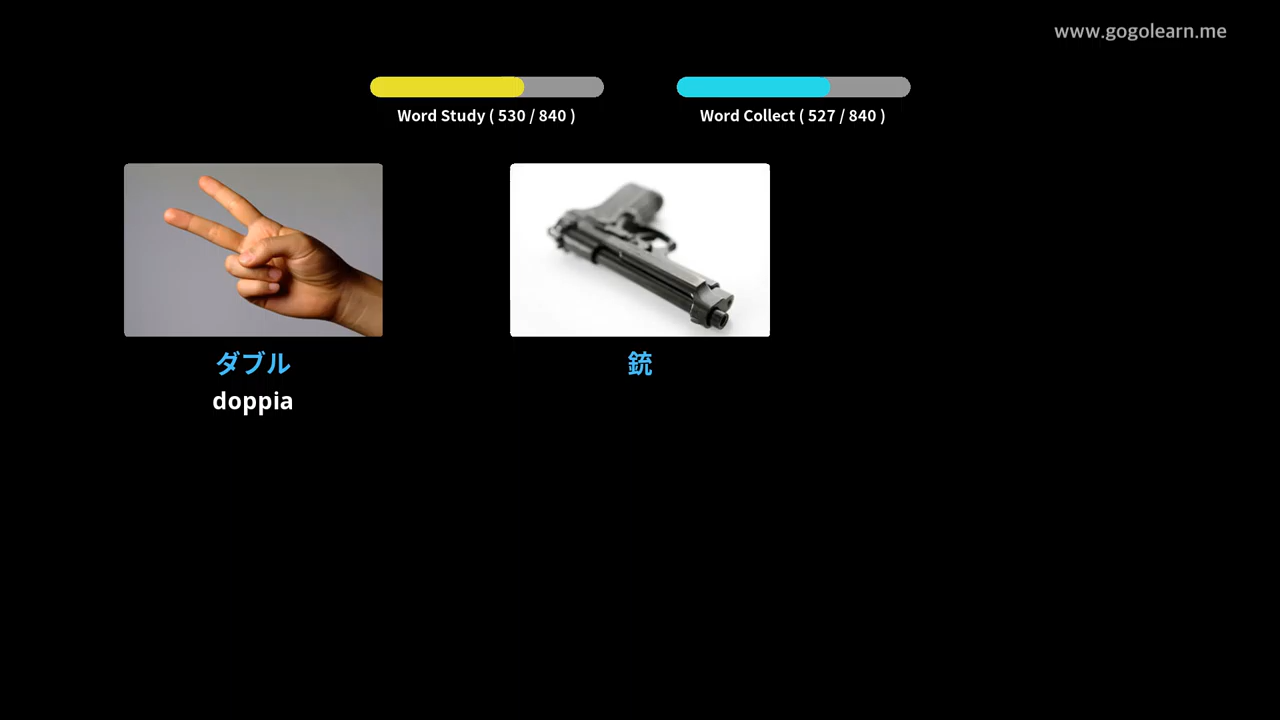 www.gogolearn.me
Word Study ( 530 / 840 )
Word Collect ( 527 / 840 )
ダブル
doppia
銃